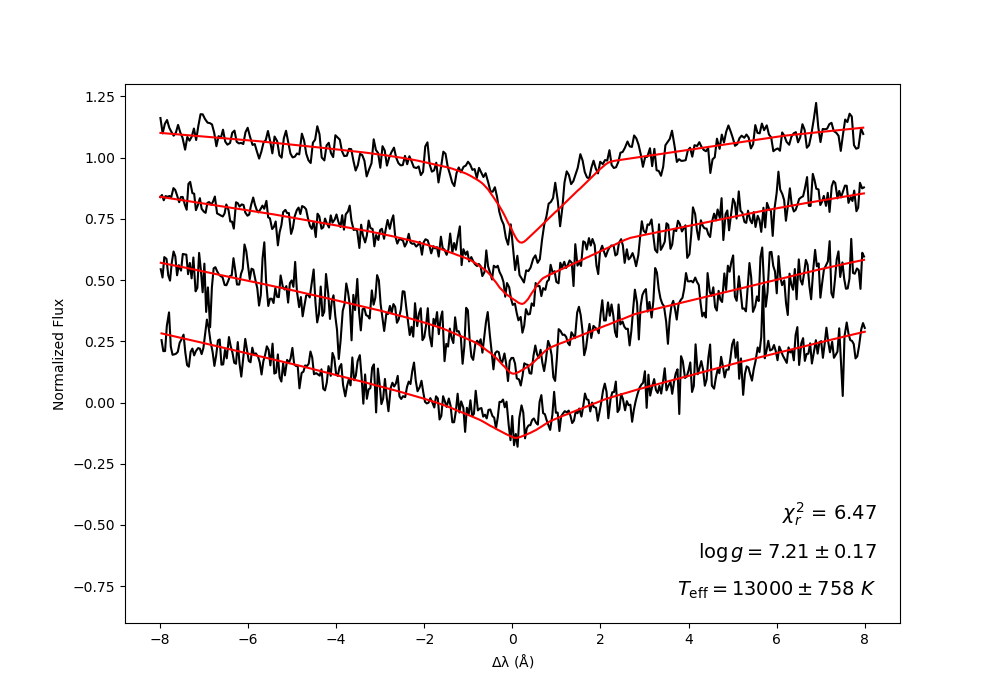 Normalized Flux
1.25
1.00
0.75
0.50
0.25
0.00
−0.25
−0.50
−0.75
χ²ᵣ = 6.47
log g = 7.21 ± 0.17
T_eff = 13000 ± 758 K
−8 −6 −4 −2 0 2 4 6 8
Δλ (Å)